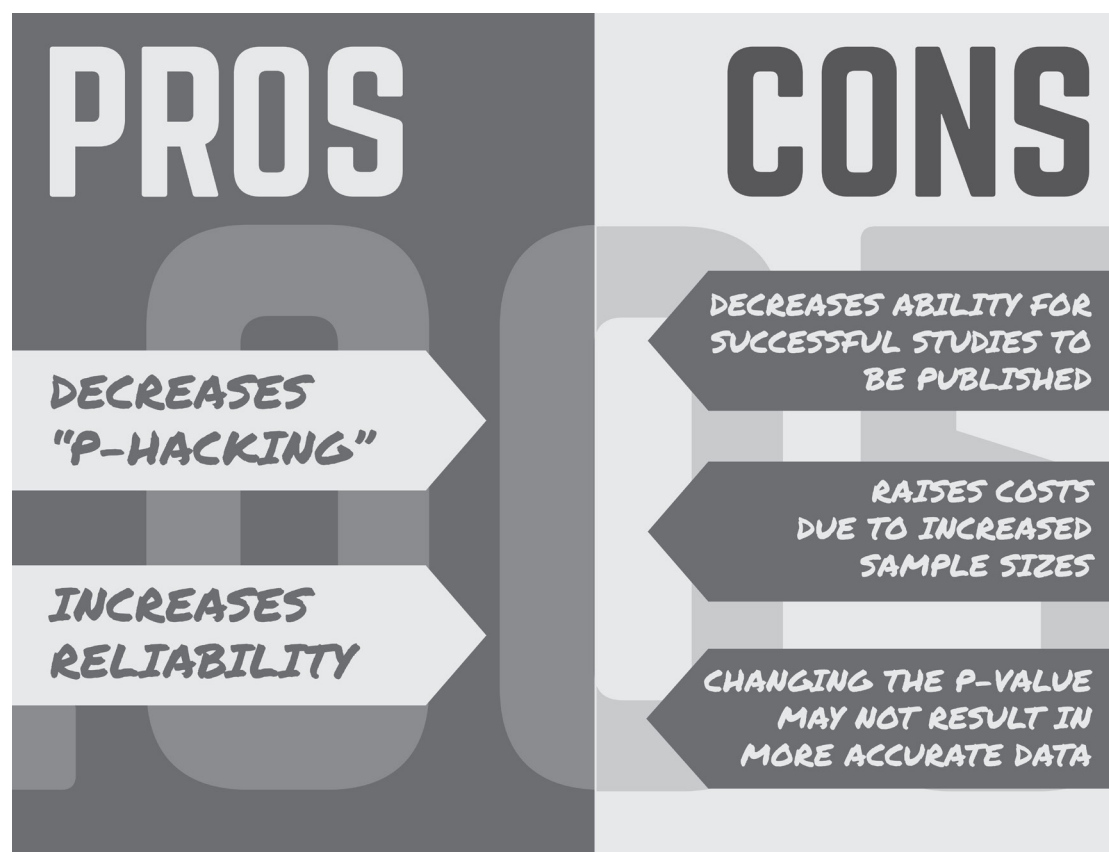 PROS
DECREASES
“P-HACKING”
INCREASES
RELIABILITY
CONS
DECREASES ABILITY FOR
SUCCESSFUL STUDIES TO
BE PUBLISHED
RAISES COSTS
DUE TO INCREASED
SAMPLE SIZES
CHANGING THE P-VALUE
MAY NOT RESULT IN
MORE ACCURATE DATA
.005